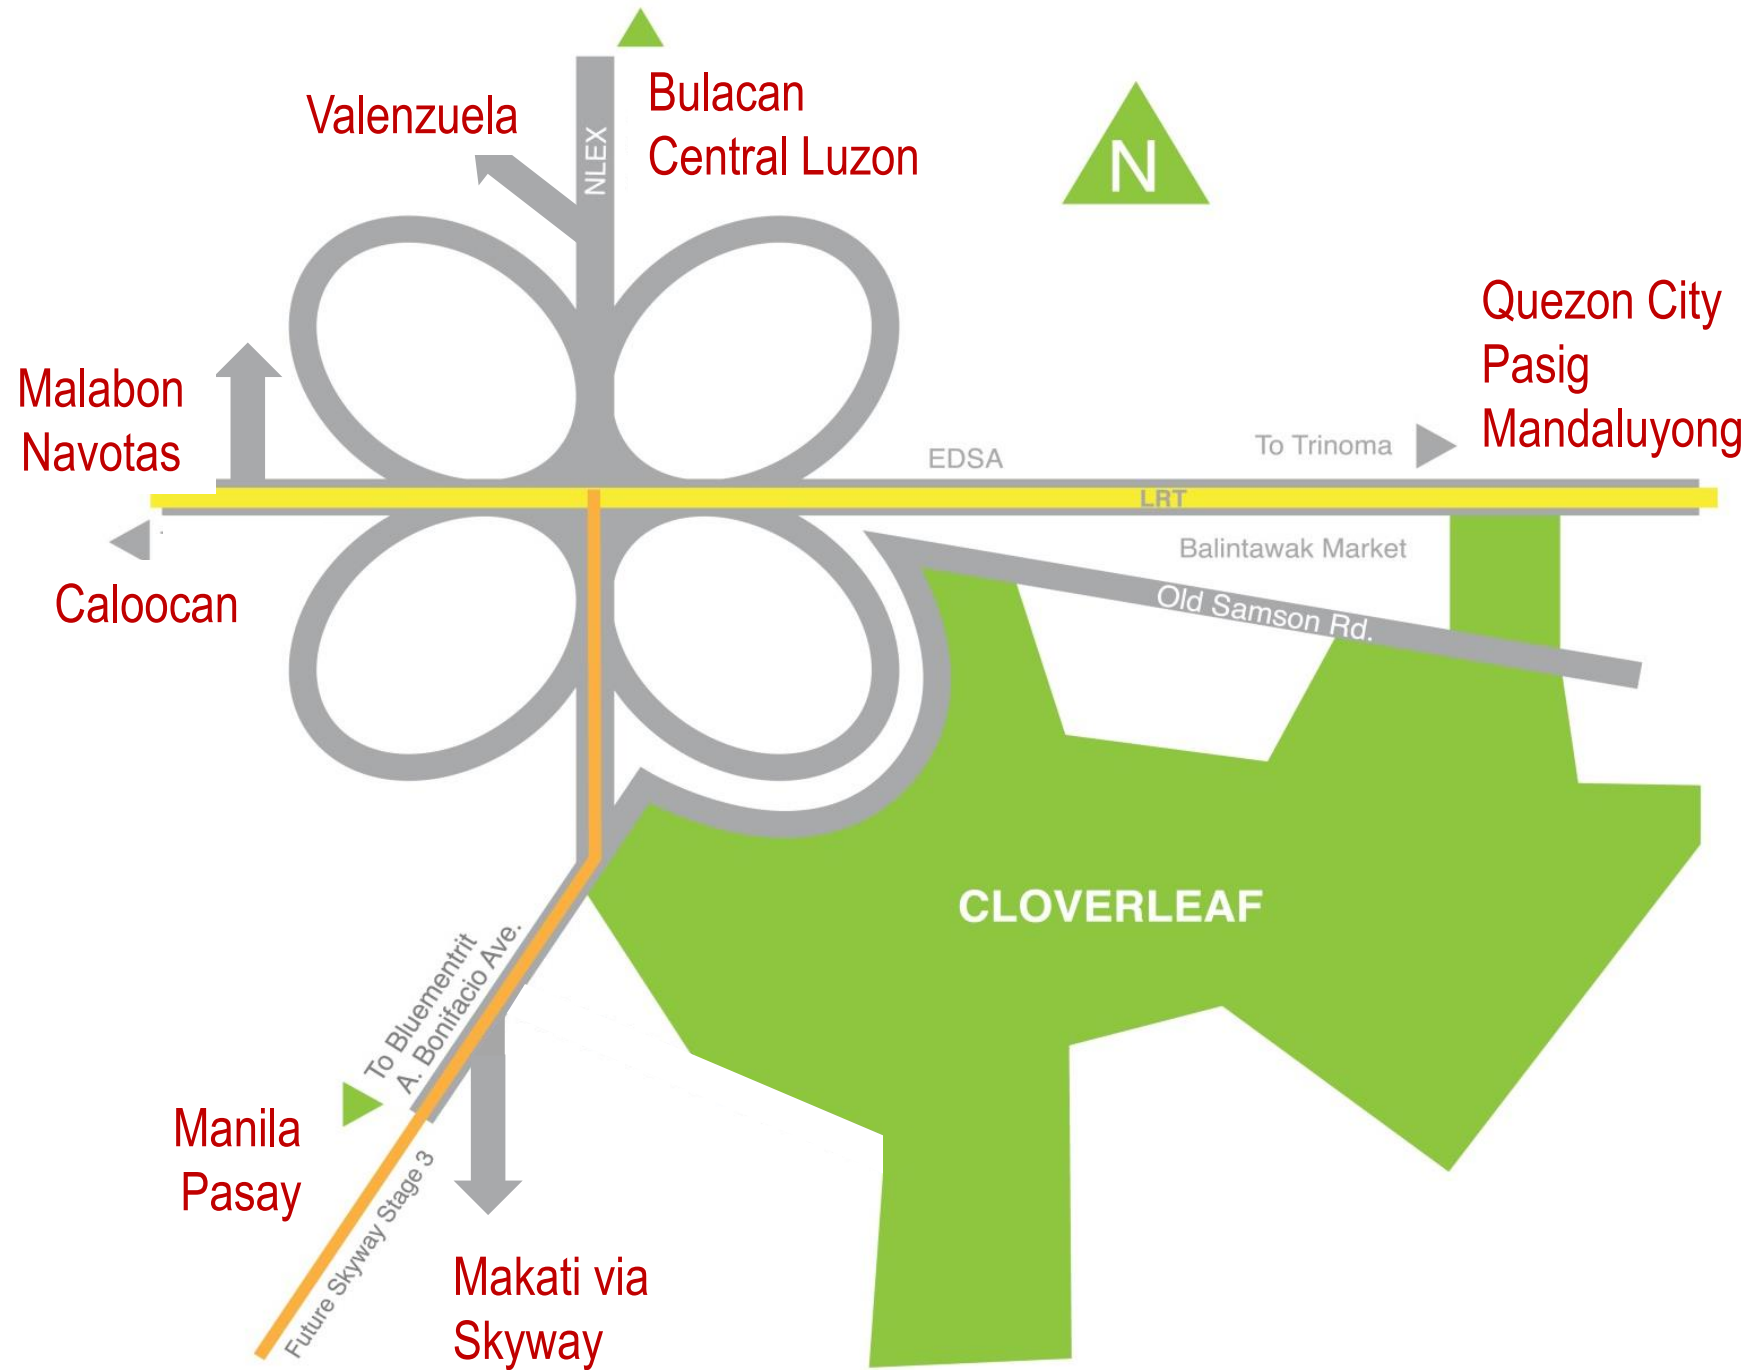 Valenzuela
NLEX
Bulacan
Central Luzon
N
Quezon City
Pasig
Mandaluyong
Malabon
Navotas
EDSA
To Trinoma
LRT
Balintawak Market
Old Samson Rd.
Caloocan
CLOVERLEAF
To Bluementrit
A. Bonifacio Ave.
Manila
Pasay
Future Skyway Stage 3
Makati via
Skyway